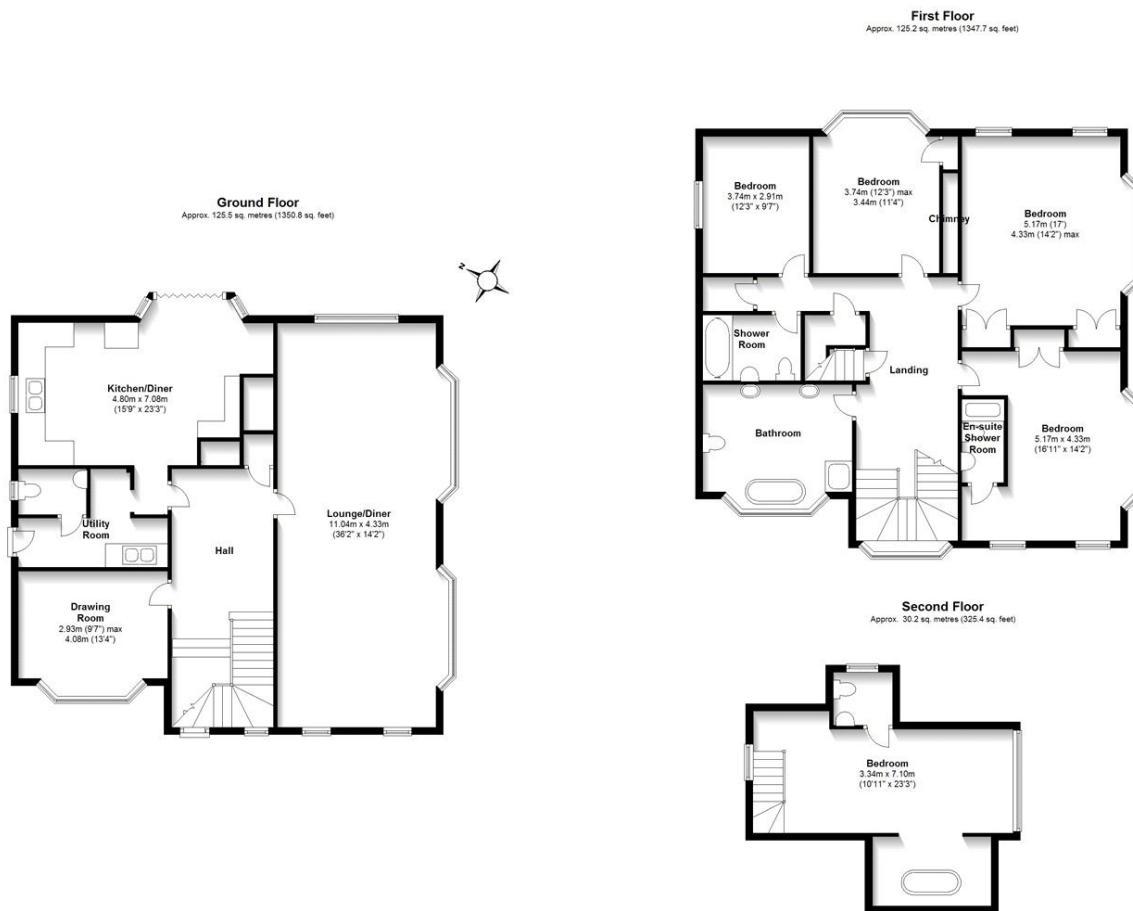 Ground Floor
Approx. 125.5 sq. metres (1350.8 sq. feet)
N
Kitchen/Diner
4.80m x 7.08m
(15'9" x 23'3")
Utility
Room
Hall
Lounge/Diner
11.04m x 4.33m
(36'2" x 14'2")
Drawing
Room
2.93m (9'7") max
4.08m (13'4")
First Floor
Approx. 125.2 sq. metres (1347.7 sq. feet)
Bedroom
3.74m x 2.91m
(12'3" x 9'7")
Bedroom
3.74m (12'3") max
3.44m (11'4")
Chimney
Bedroom
5.17m (17')
4.33m (14'2") max
Shower
Room
Landing
Bathroom
En-suite
Shower
Room
Bedroom
5.17m x 4.33m
(16'11" x 14'2")
Second Floor
Approx. 30.2 sq. metres (325.4 sq. feet)
Bedroom
3.34m x 7.10m
(10'11" x 23'3")